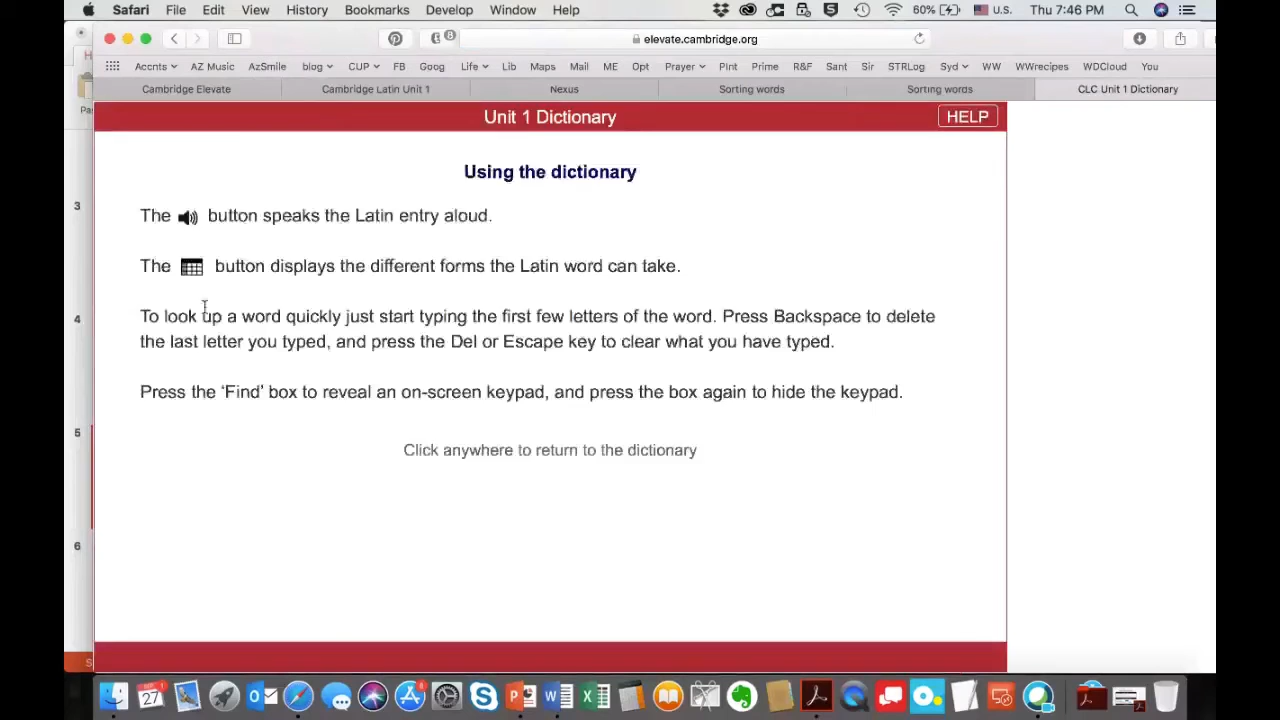 Safari File Edit View History Bookmarks Develop Window Help 60% U.S. Thu 7:46 PM
8 elevate.cambridge.org
Accnts AZ Music AzSmile blog CUP FB Goog Life Lib Maps Mail ME Opt Prayer PInt Prime R&F Sant Sir STRLog Syd WW WWrecipes WDCloud You
Cambridge Elevate Cambridge Latin Unit 1 Nexus Sorting words Sorting words CLC Unit 1 Dictionary
Unit 1 Dictionary HELP
Using the dictionary
The button speaks the Latin entry aloud.
The button displays the different forms the Latin word can take.
To look up a word quickly just start typing the first few letters of the word. Press Backspace to delete
the last letter you typed, and press the Del or Escape key to clear what you have typed.
Press the ‘Find’ box to reveal an on-screen keypad, and press the box again to hide the keypad.
Click anywhere to return to the dictionary
3
4
5
6
27